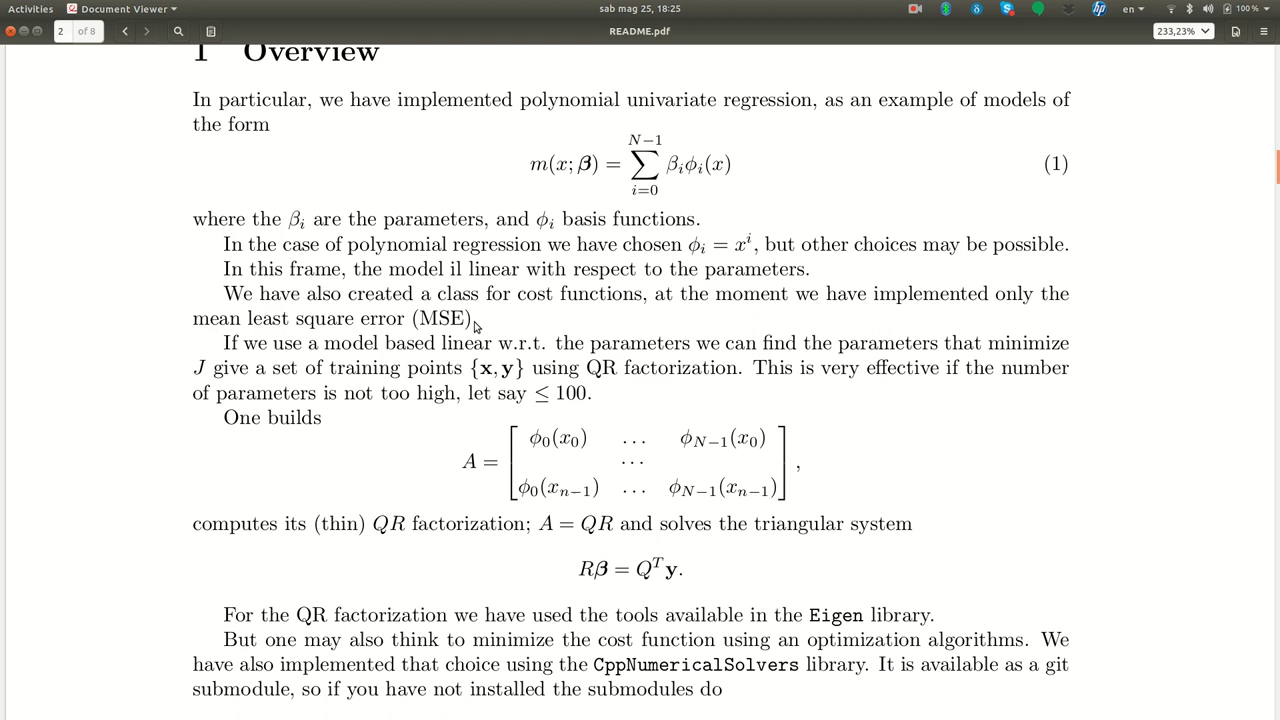 Activities Document Viewer sab mag 25, 18:25 en 100 %
2 of 8 README.pdf 233,23%
1 Overview
In particular, we have implemented polynomial univariate regression, as an example of models of
the form
m(x; β) = ∑_{i=0}^{N−1} β_i ϕ_i(x) (1)
where the β_i are the parameters, and ϕ_i basis functions.
In the case of polynomial regression we have chosen ϕ_i = x^i, but other choices may be possible.
In this frame, the model il linear with respect to the parameters.
We have also created a class for cost functions, at the moment we have implemented only the
mean least square error (MSE)
If we use a model based linear w.r.t. the parameters we can find the parameters that minimize
J give a set of training points {x, y} using QR factorization. This is very effective if the number
of parameters is not too high, let say ≤ 100.
One builds
ϕ_0(x_0) ... ϕ_{N−1}(x_0)
A = [ ... ] ,
ϕ_0(x_{n−1}) ... ϕ_{N−1}(x_{n−1})
computes its (thin) QR factorization; A = QR and solves the triangular system
Rβ = Q^T y.
For the QR factorization we have used the tools available in the Eigen library.
But one may also think to minimize the cost function using an optimization algorithms. We
have also implemented that choice using the CppNumericalSolvers library. It is available as a git
submodule, so if you have not installed the submodules do